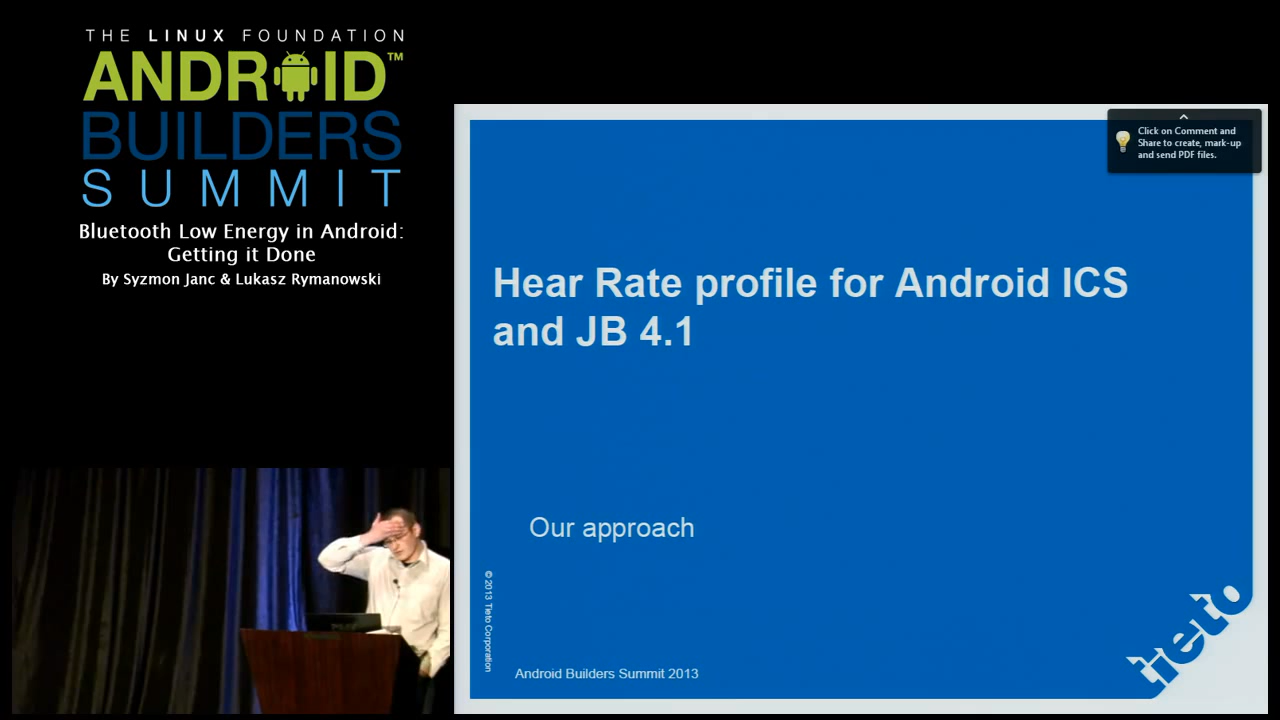 THE LINUX FOUNDATION
ANDROID™
BUILDERS
SUMMIT
Bluetooth Low Energy in Android:
Getting it Done
By Syzmon Janc & Lukasz Rymanowski
Click on Comment and
Share to create, mark-up
and send PDF files.
Hear Rate profile for Android ICS
and JB 4.1
Our approach
© 2013 Tieto Corporation
Android Builders Summit 2013
tieto